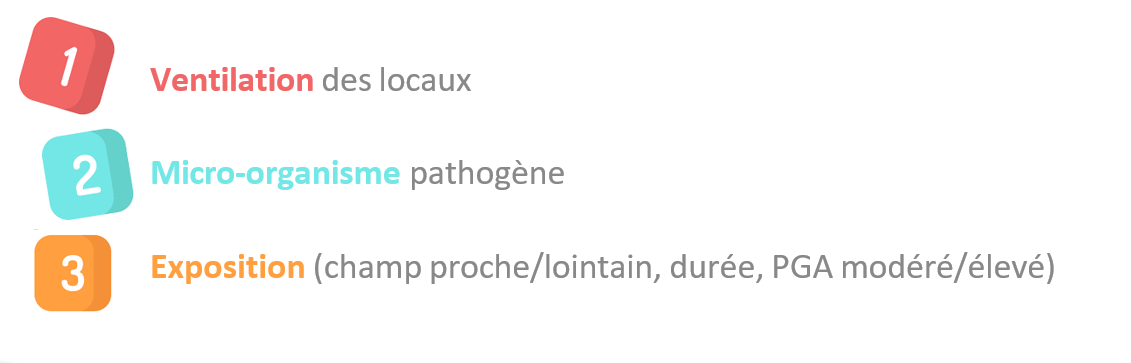 1
Ventilation des locaux
2
Micro-organisme pathogène
3
Exposition (champ proche/lointain, durée, PGA modéré/élevé)